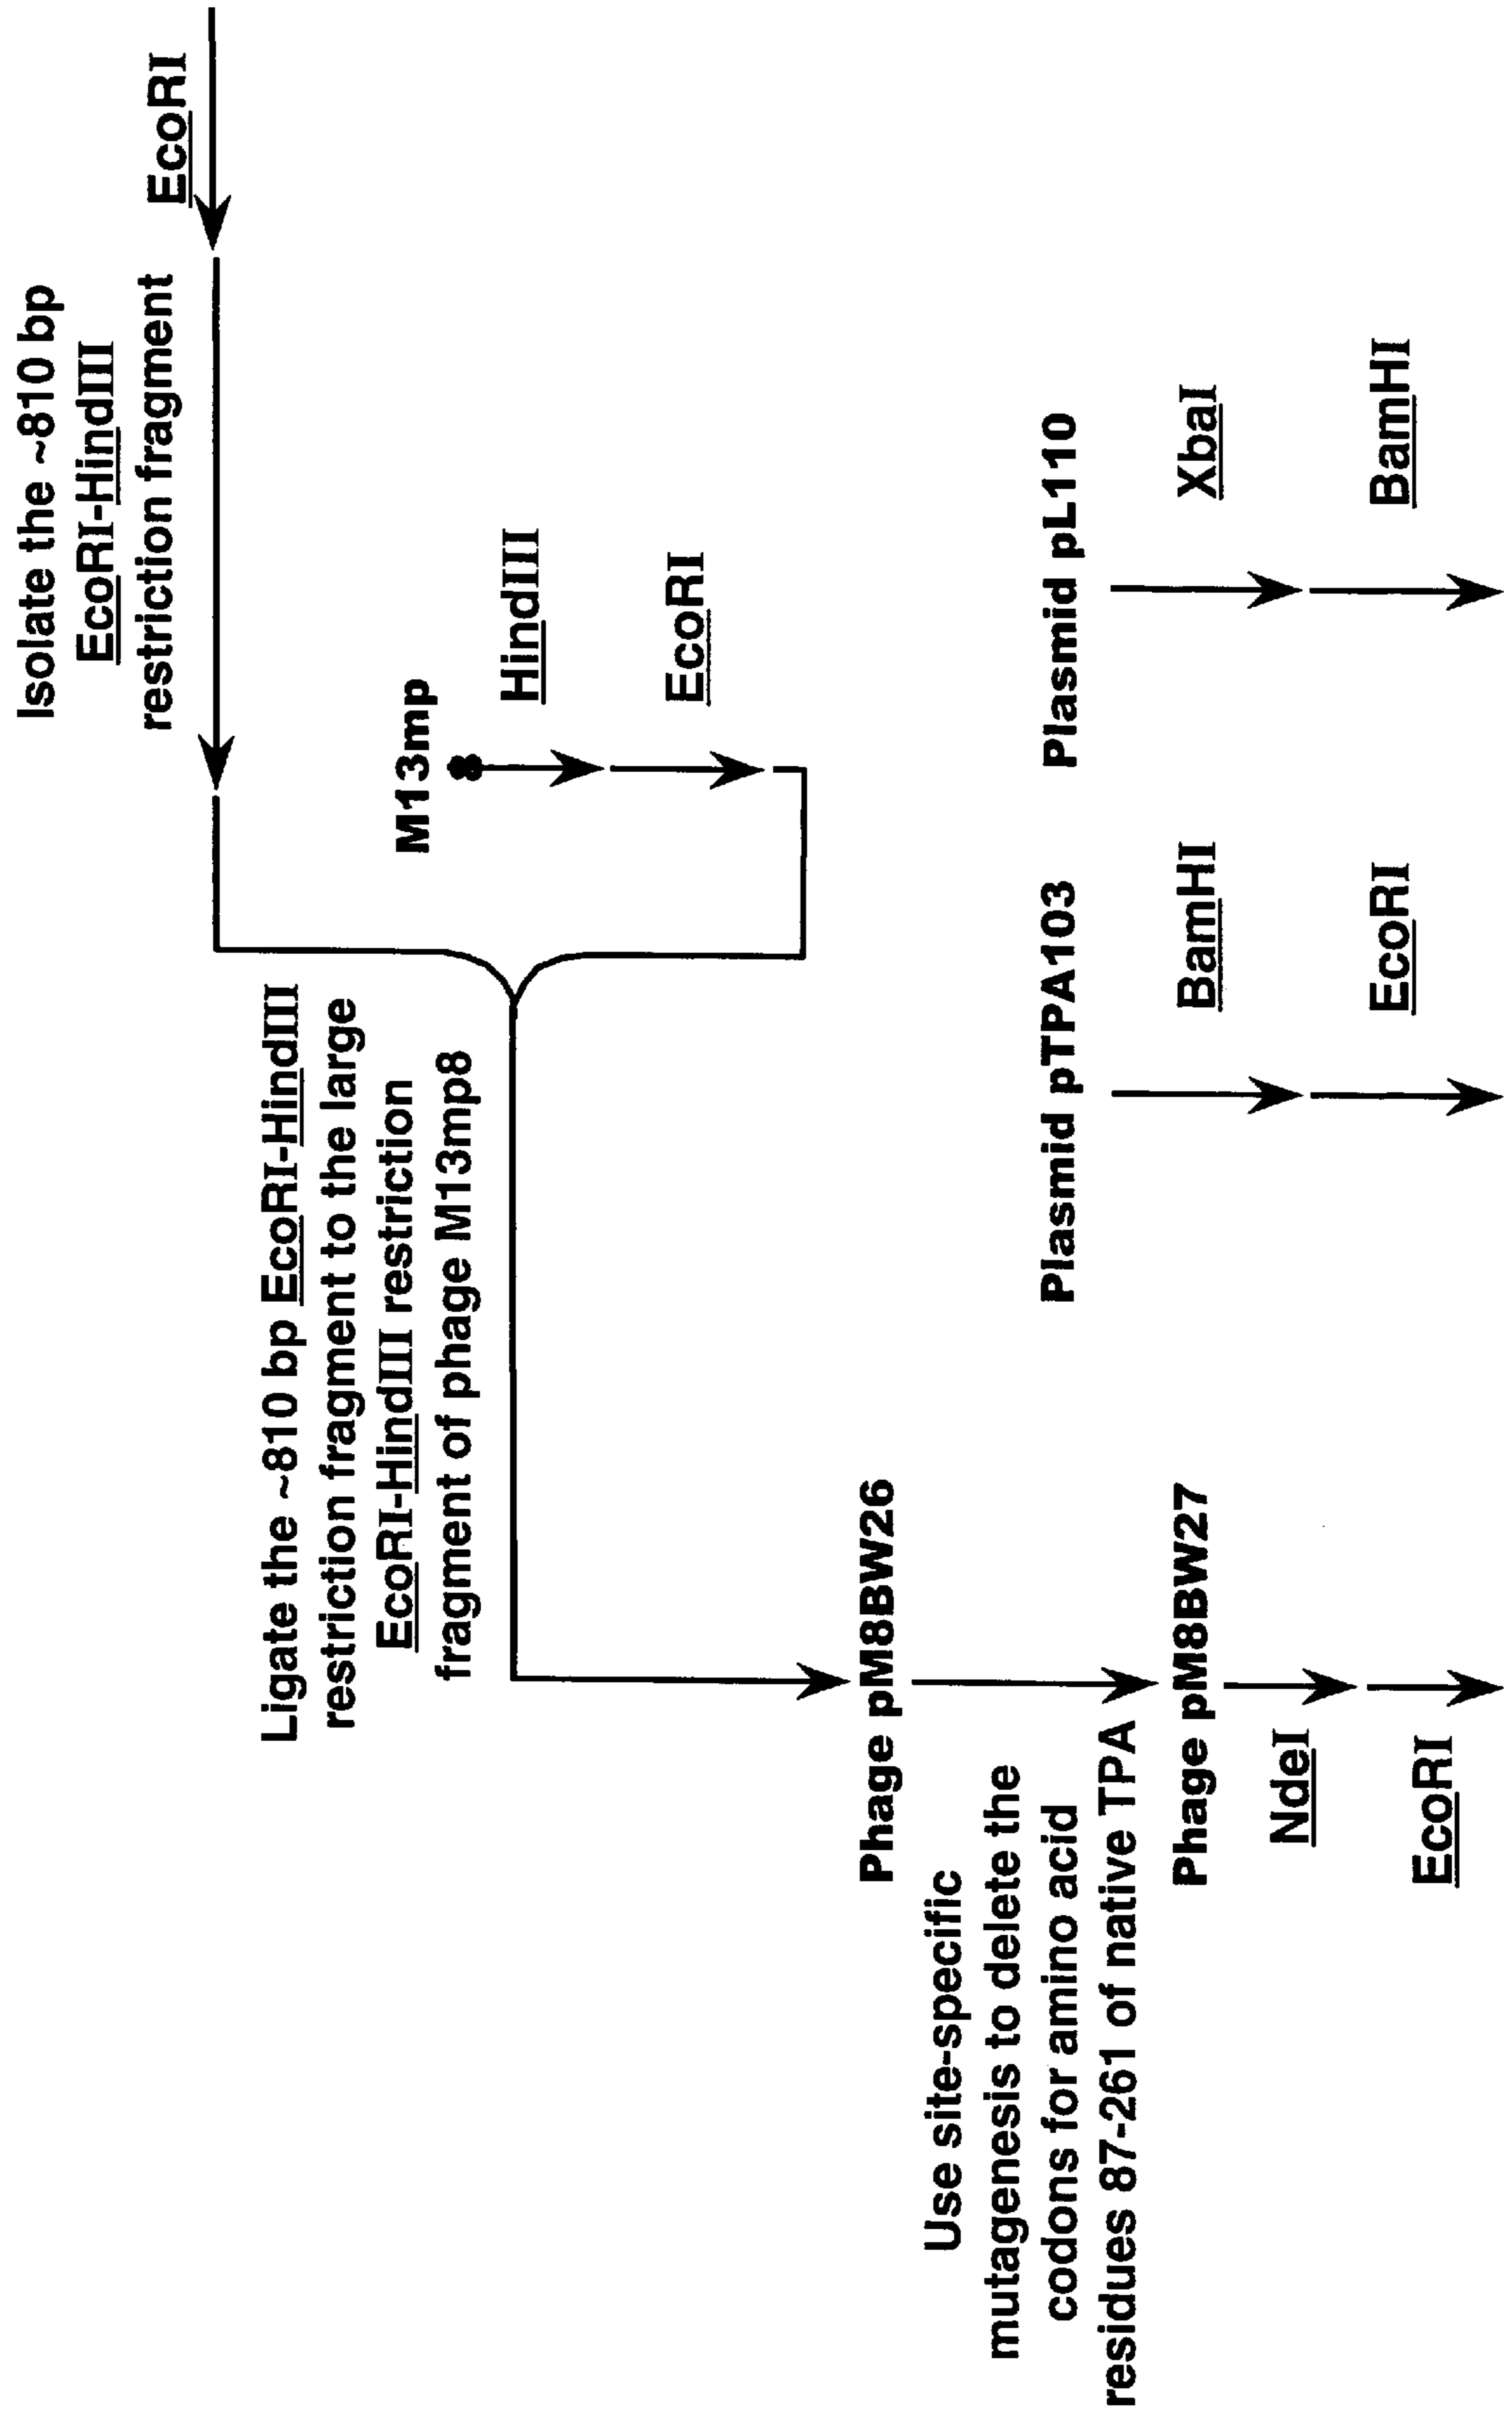 Isolate the ~810 bp
EcoRI-HindIII
restriction fragment
EcoRI
Ligate the ~810 bp EcoRI-HindIII
restriction fragment to the large
EcoRI-HindIII restriction
fragment of phage M13mp8
M13mp
8
HindIII
EcoRI
Phage pM8BW26
Use site-specific
mutagenesis to delete the
codons for amino acid
residues 87-261 of native TPA
Phage pM8BW27
NdeI
EcoRI
Plasmid pTPA103
BamHI
EcoRI
Plasmid pL110
XbaI
BamHI